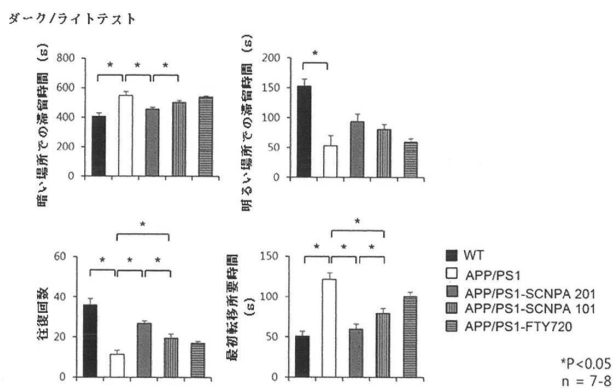 ダーク/ライトテスト
暗い場所での滞留時間 (s)
800
600
400
200
0
*
*
*
明るい場所での滞留時間 (s)
200
150
100
50
0
*
往復回数
60
40
20
0
*
*
*
*
最初転移所要時間
(s)
150
100
50
0
*
*
*
*
WT
APP/PS1
APP/PS1-SCNPA 201
APP/PS1-SCNPA 101
APP/PS1-FTY720
*P<0.05
n = 7-8